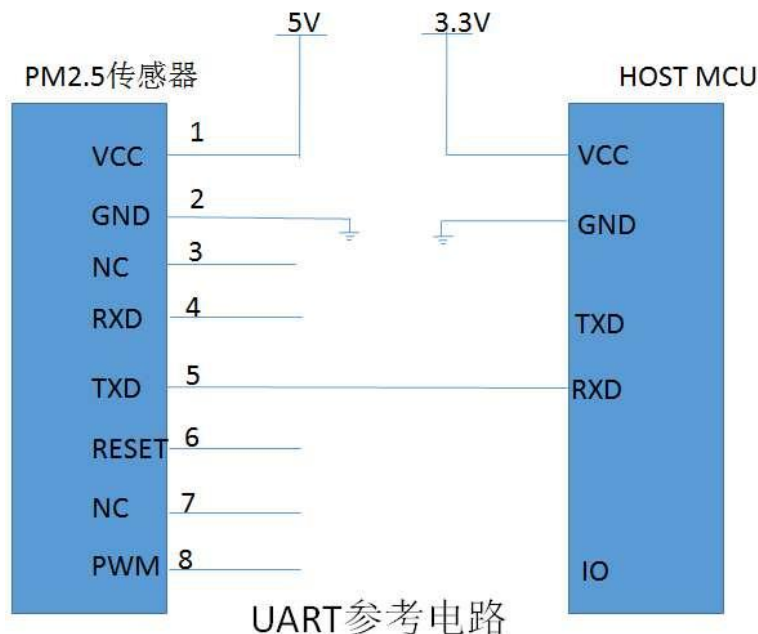 5V
3.3V
PM2.5传感器
HOST MCU
VCC
1
VCC
GND
2
GND
NC
3
RXD
4
TXD
TXD
5
RXD
RESET
6
NC
7
PWM
8
IO
UART参考电路